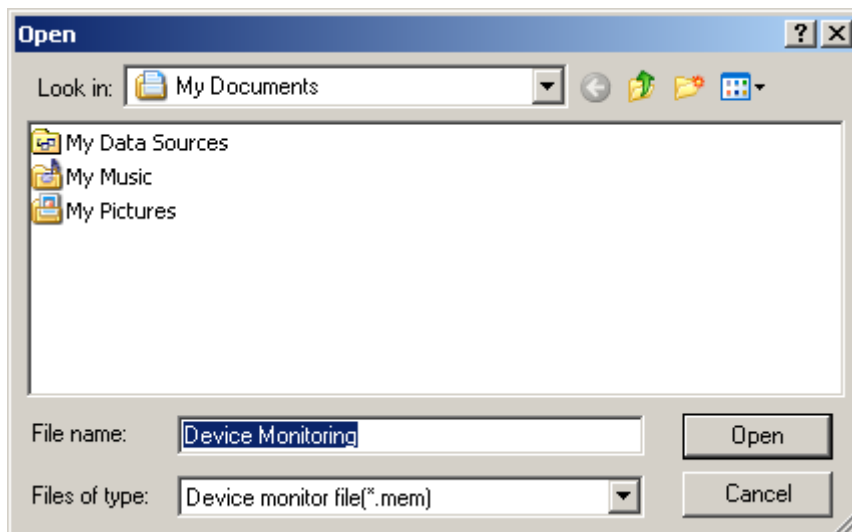 Open
Look in: My Documents
My Data Sources
My Music
My Pictures
File name: Device Monitoring Open
Files of type: Device monitor file(*.mem) Cancel